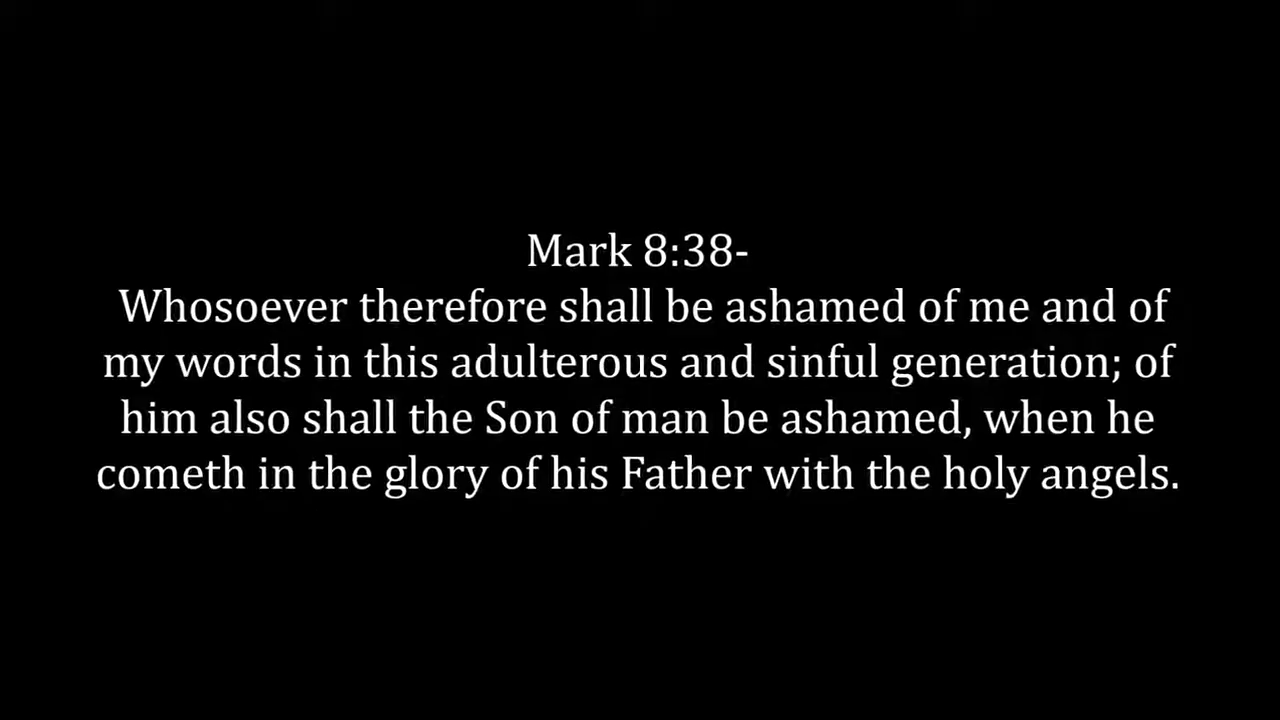 Mark 8:38-
Whosoever therefore shall be ashamed of me and of
my words in this adulterous and sinful generation; of
him also shall the Son of man be ashamed, when he
cometh in the glory of his Father with the holy angels.